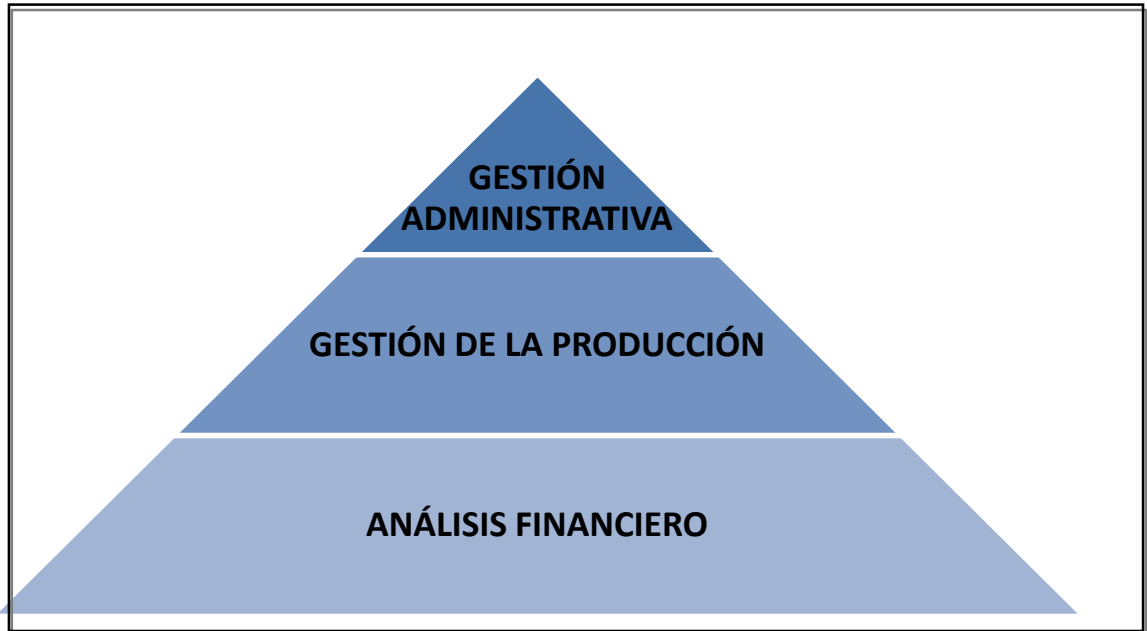 GESTIÓN
ADMINISTRATIVA
GESTIÓN DE LA PRODUCCIÓN
ANÁLISIS FINANCIERO